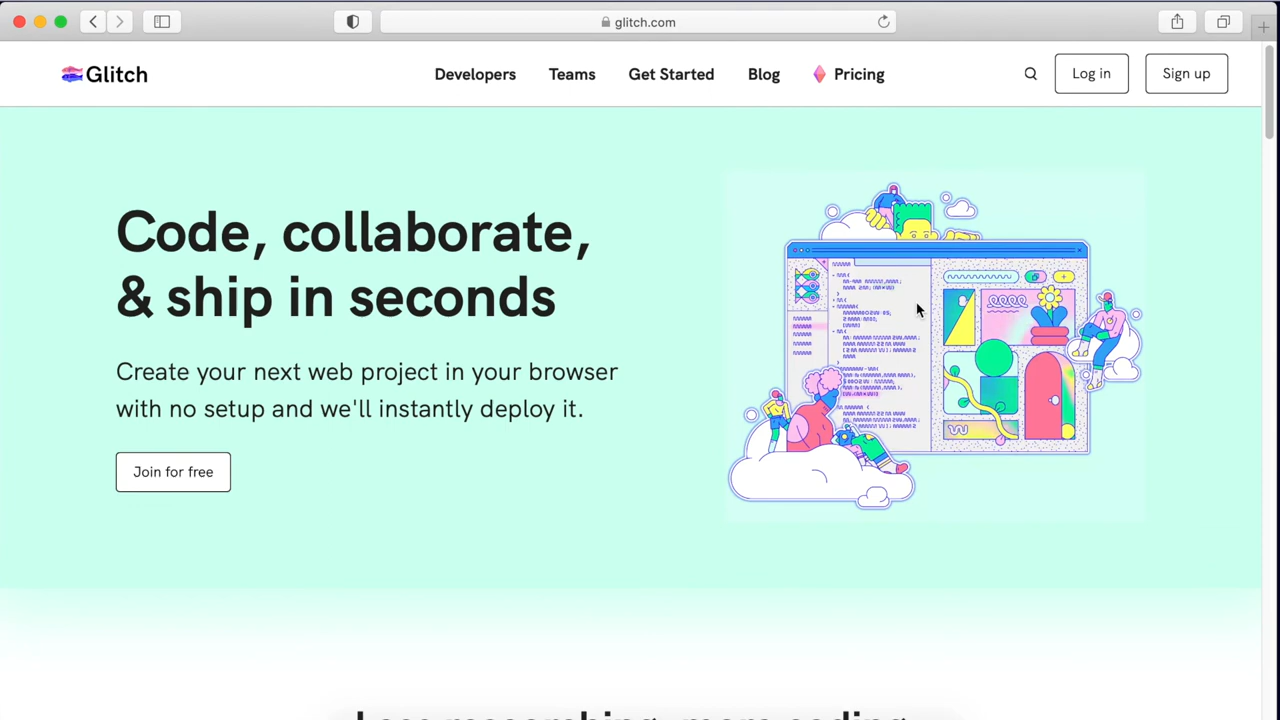 glitch.com
Glitch
Developers
Teams
Get Started
Blog
Pricing
Log in
Sign up
Code, collaborate,
& ship in seconds
Create your next web project in your browser
with no setup and we'll instantly deploy it.
Join for free